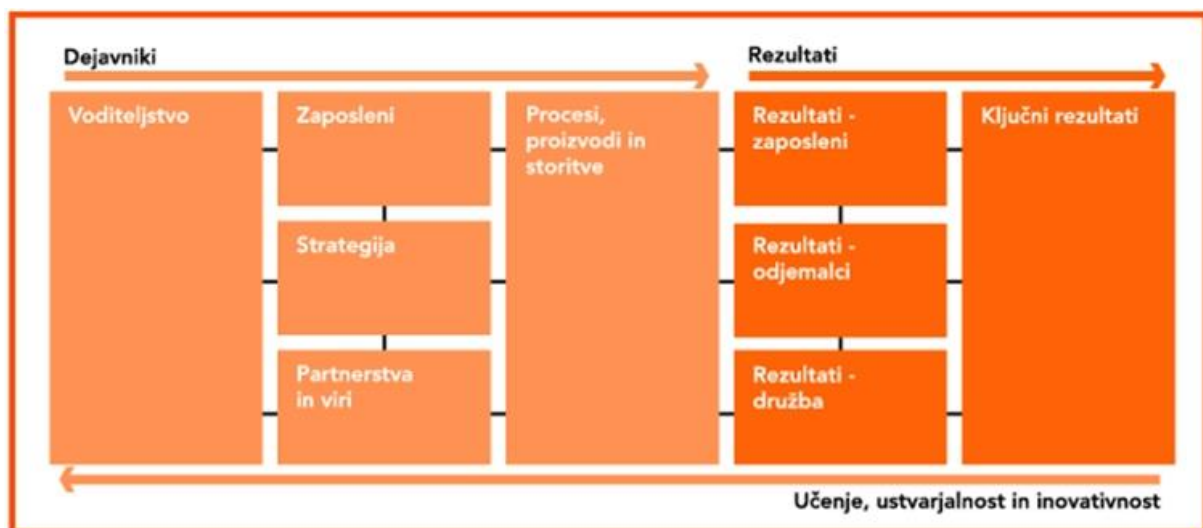 Dejavniki
Rezultati
Voditeljstvo
Zaposleni
Procesi,
proizvodi in
storitve
Rezultati -
zaposleni
Ključni rezultati
Strategija
Rezultati -
odjemalci
Partnerstva
in viri
Rezultati -
družba
Učenje, ustvarjalnost in inovativnost